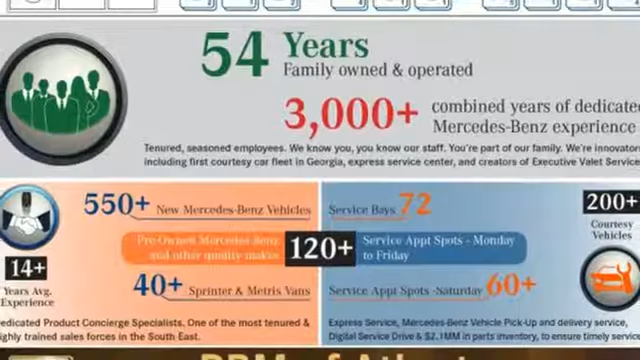 54 Years
Family owned & operated
3,000+ combined years of dedicated
Mercedes-Benz experience
Tenured, seasoned employees. We know you, you know our staff. You're part of our family. We're innovators
including first courtesy car fleet in Georgia, express service center, and creators of Executive Valet Service
550+ New Mercedes-Benz Vehicles
Service Bays 72
200+
Courtesy
Vehicles
Pre-Owned Mercedes-Benz
and other quality makes
120+
Service Appt Spots - Monday
to Friday
14+
Years Avg.
Experience
40+ Sprinter & Metris Vans
Service Appt Spots -Saturday 60+
edicated Product Concierge Specialists. One of the most tenured &
ighly trained sales forces in the South-East.
Express Service, Mercedes-Benz Vehicle Pick-Up and delivery service,
Digital Service Drive & $2.1MM in parts inventory, to ensure timely service